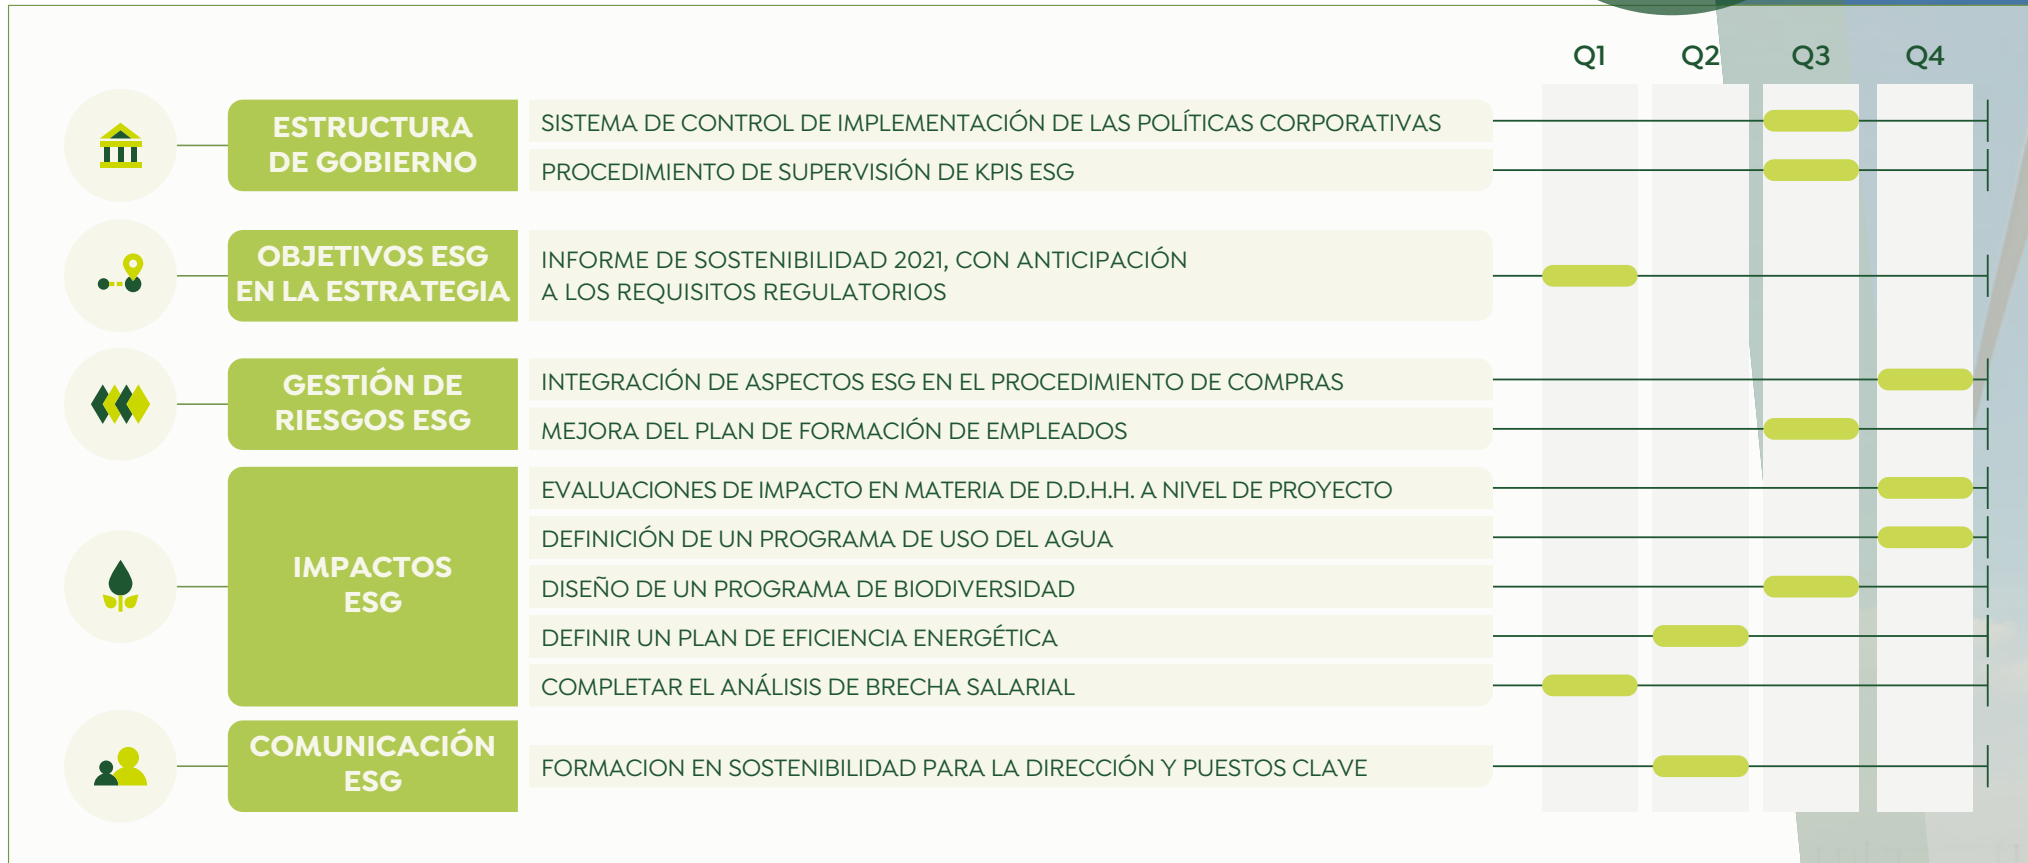 Q1 Q2 Q3 Q4
ESTRUCTURA
DE GOBIERNO
SISTEMA DE CONTROL DE IMPLEMENTACIÓN DE LAS POLÍTICAS CORPORATIVAS
PROCEDIMIENTO DE SUPERVISIÓN DE KPIS ESG
OBJETIVOS ESG
EN LA ESTRATEGIA
INFORME DE SOSTENIBILIDAD 2021, CON ANTICIPACIÓN
A LOS REQUISITOS REGULATORIOS
GESTIÓN DE
RIESGOS ESG
INTEGRACIÓN DE ASPECTOS ESG EN EL PROCEDIMIENTO DE COMPRAS
MEJORA DEL PLAN DE FORMACIÓN DE EMPLEADOS
IMPACTOS
ESG
EVALUACIONES DE IMPACTO EN MATERIA DE D.D.H.H. A NIVEL DE PROYECTO
DEFINICIÓN DE UN PROGRAMA DE USO DEL AGUA
DISEÑO DE UN PROGRAMA DE BIODIVERSIDAD
DEFINIR UN PLAN DE EFICIENCIA ENERGÉTICA
COMPLETAR EL ANÁLISIS DE BRECHA SALARIAL
COMUNICACIÓN
ESG
FORMACION EN SOSTENIBILIDAD PARA LA DIRECCIÓN Y PUESTOS CLAVE